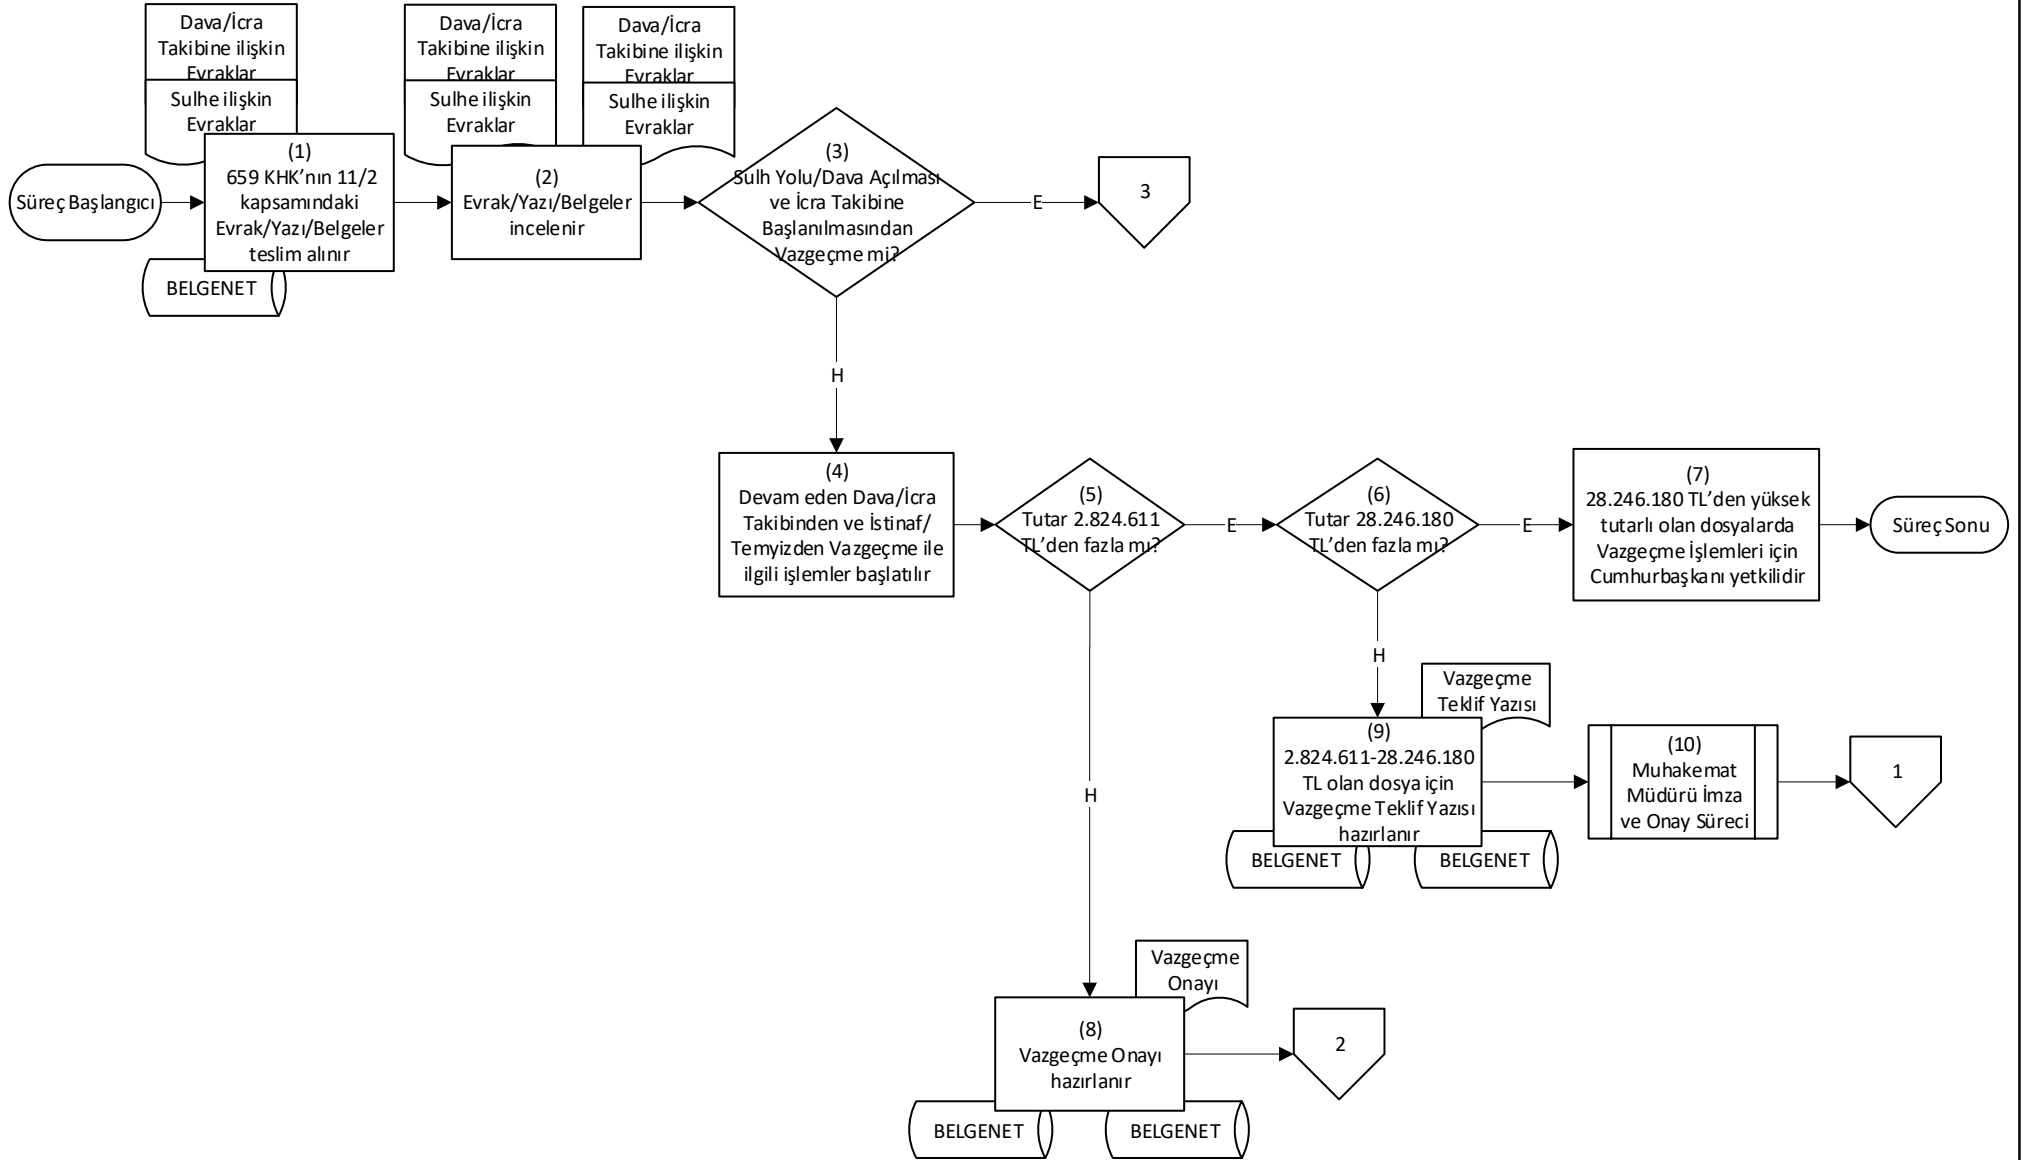 Dava/İcra
Takibine ilişkin
Evraklar
Sulhe ilişkin
Evraklar
Dava/İcra
Takibine ilişkin
Evraklar
Sulhe ilişkin
Evraklar
Dava/İcra
Takibine ilişkin
Evraklar
Sulhe ilişkin
Evraklar
Süreç Başlangıcı
(1)
659 KHK’nın 11/2
kapsamındaki
Evrak/Yazı/Belgeler
teslim alınır
BELGENET
(2)
Evrak/Yazı/Belgeler
incelenir
(3)
Sulh Yolu/Dava Açılması
ve İcra Takibine
Başlanılmasından
Vazgeçme mi?
E
3
H
(4)
Devam eden Dava/İcra
Takibinden ve İstinaf/
Temyizden Vazgeçme ile
ilgili işlemler başlatılır
(5)
Tutar 2.824.611
TL’den fazla mı?
E
(6)
Tutar 28.246.180
TL’den fazla mı?
E
(7)
28.246.180 TL’den yüksek
tutarlı olan dosyalarda
Vazgeçme İşlemleri için
Cumhurbaşkanı yetkilidir
Süreç Sonu
H
Vazgeçme
Teklif Yazısı
(9)
2.824.611-28.246.180
TL olan dosya için
Vazgeçme Teklif Yazısı
hazırlanır
BELGENET
BELGENET
(10)
Muhakemat
Müdürü İmza
ve Onay Süreci
1
H
Vazgeçme
Onayı
(8)
Vazgeçme Onayı
hazırlanır
2
BELGENET
BELGENET